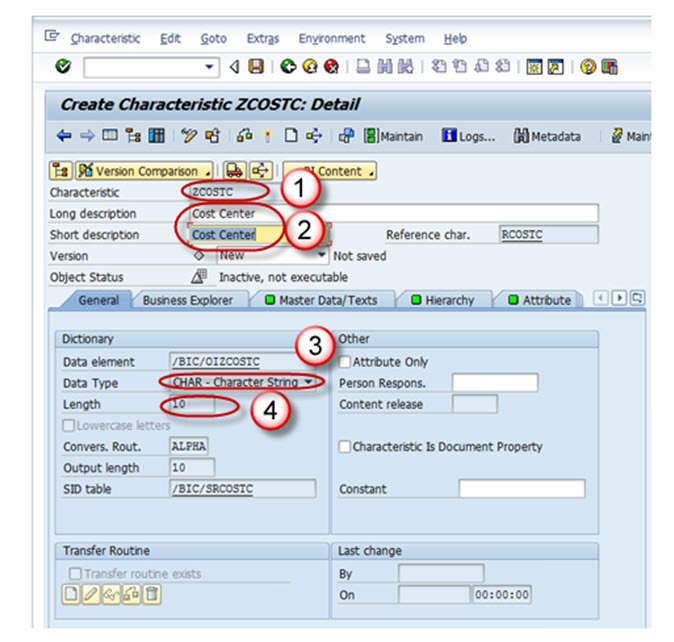 Characteristic Edit Goto Extras Environment System Help
Create Characteristic ZCOSTC: Detail
Maintain Logs... Metadata Main
Version Comparison BI Content
Characteristic ZCOSTC 1
Long description Cost Center
Short description Cost Center 2 Reference char. RCOSTC
Version New Not saved
Object Status Inactive, not executable
General Business Explorer Master Data/Texts Hierarchy Attribute
Dictionary 3 Other
Data element /BIC/OIZCOSTC Attribute Only
Data Type CHAR - Character String Person Respons.
Length 10 4 Content release
Lowercase letters
Convers. Rout. ALPHA Characteristic Is Document Property
Output length 10
SID table /BIC/SRCOSTC Constant
Transfer Routine Last change
Transfer routine exists By
On 00:00:00